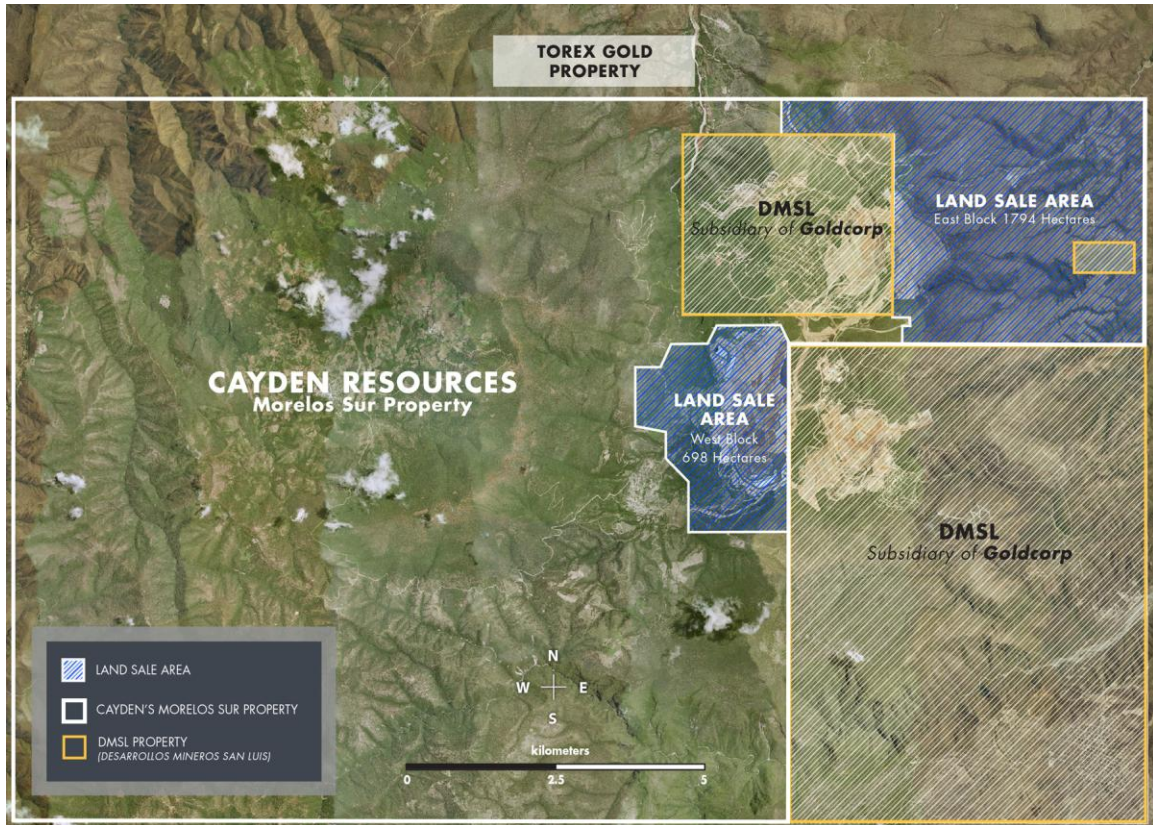 TOREX GOLD
PROPERTY
DMSL
Subsidiary of Goldcorp
LAND SALE AREA
East Block 1794 Hectares
CAYDEN RESOURCES
Morelos Sur Property
LAND SALE
AREA
West Block
698 Hectares
DMSL
Subsidiary of Goldcorp
LAND SALE AREA
CAYDEN'S MORELOS SUR PROPERTY
DMSL PROPERTY
(DESARROLLOS MINEROS SAN LUIS)
N
W E
S
kilometers
0 2.5 5